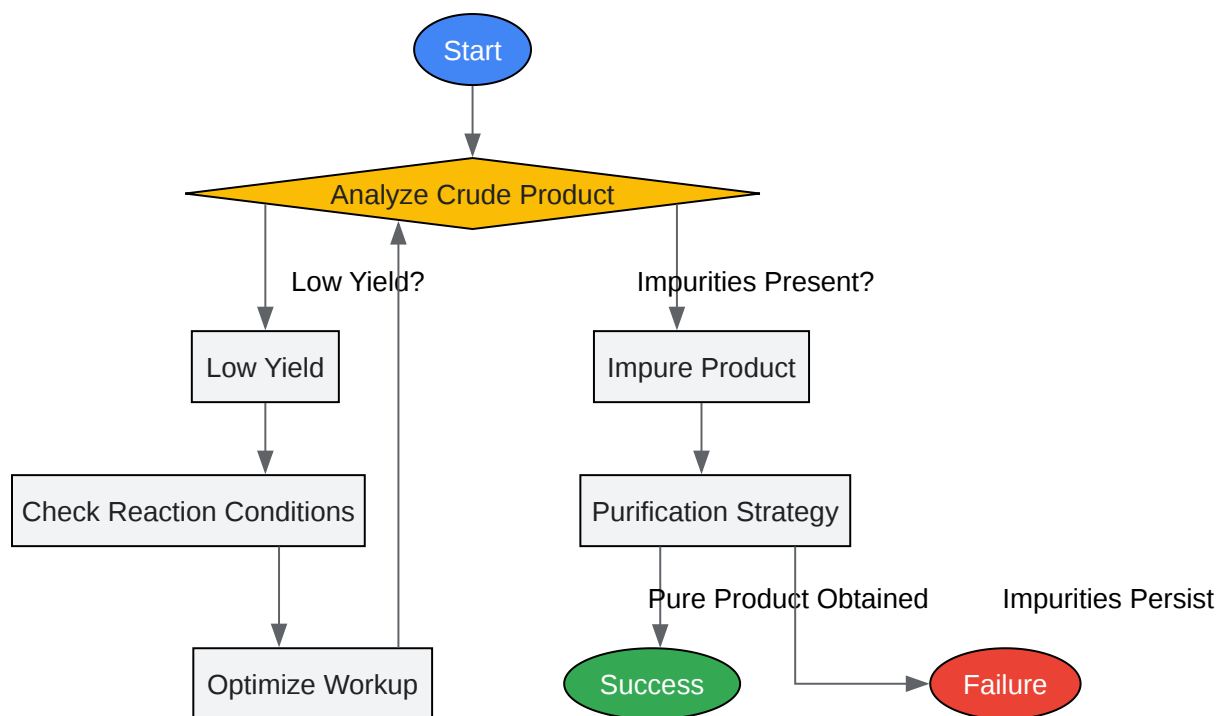 Start
Analyze Crude Product
Low Yield?
Impurities Present?
Low Yield
Impure Product
Check Reaction Conditions
Purification Strategy
Pure Product Obtained
Impurities Persist
Optimize Workup
Success
Failure